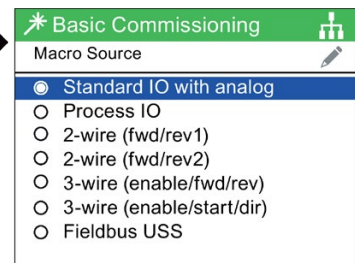 Basic Commissioning
Macro Source
Standard IO with analog
Process IO
2-wire (fwd/rev1)
2-wire (fwd/rev2)
3-wire (enable/fwd/rev)
3-wire (enable/start/dir)
Fieldbus USS